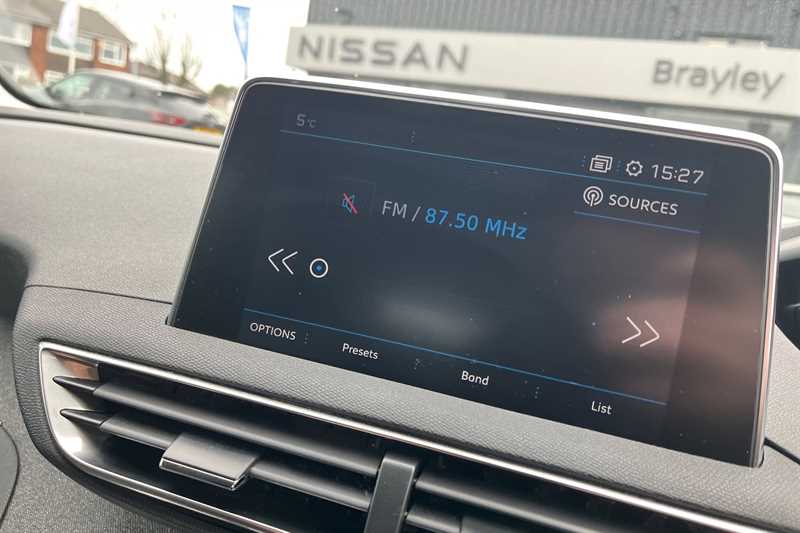 NISSAN
Brayley
5°C
15:27
SOURCES
FM / 87.50 MHz
OPTIONS
Presets
Band
List